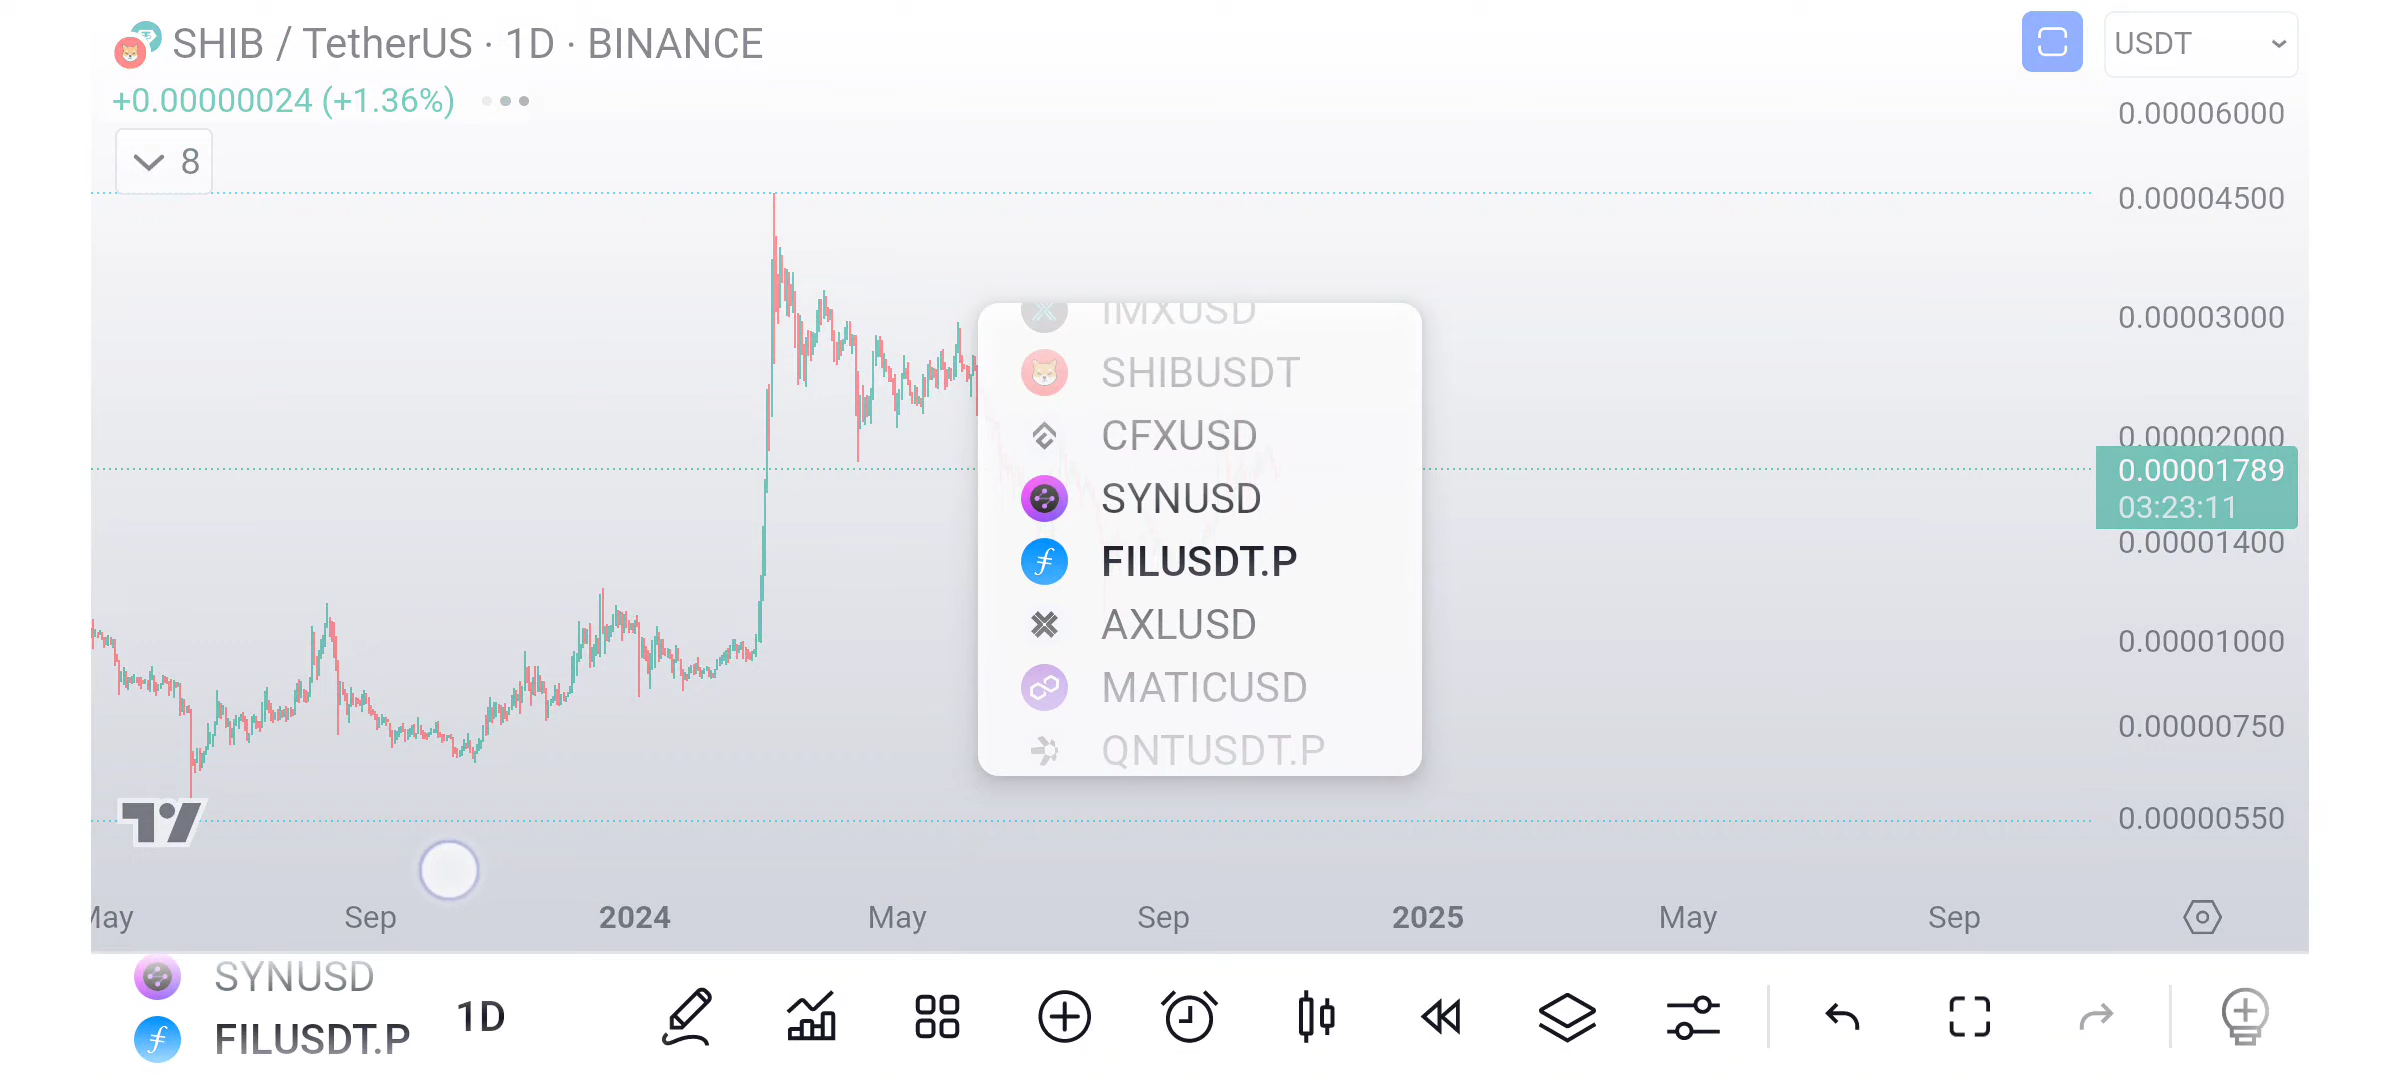 SHIB / TetherUS · 1D · BINANCE
USDT
+0.00000024 (+1.36%)
8
0.00006000
0.00004500
0.00003000
0.00002000
0.00001789
03:23:11
0.00001400
0.00001000
0.00000750
0.00000550
IMXUSD
SHIBUSDT
CFXUSD
SYNUSD
FILUSDT.P
AXLUSD
MATICUSD
QNTUSDT.P
May Sep 2024 May Sep 2025 May Sep
SYNUSD
FILUSDT.P
1D